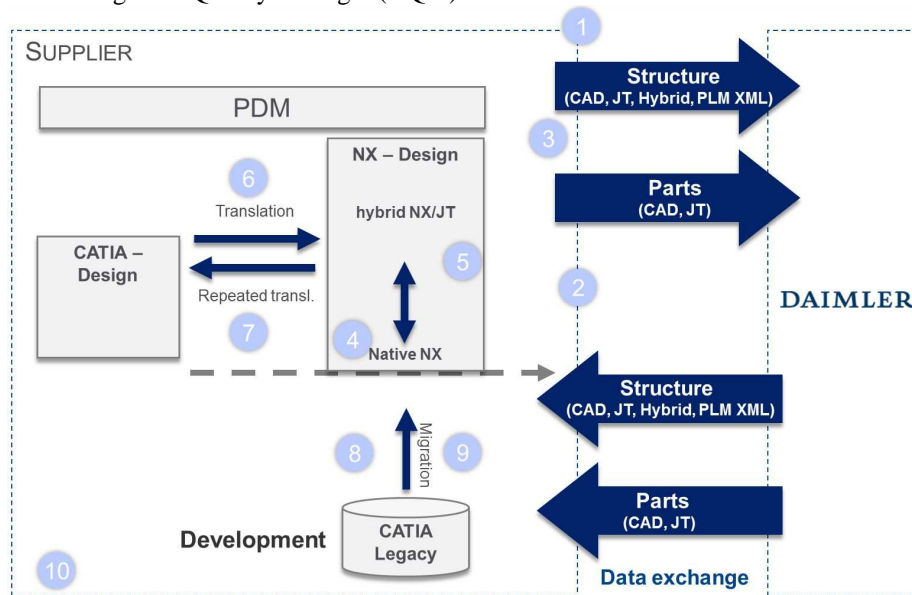 SUPPLIER
1
Structure
(CAD, JT, Hybrid, PLM XML)
PDM
3
NX – Design
6
Translation
hybrid NX/JT
Parts
(CAD, JT)
CATIA –
Design
5
2
DAIMLER
Repeated transl.
7
4
Native NX
Structure
(CAD, JT, Hybrid, PLM XML)
8
Migration
9
Parts
(CAD, JT)
Development
CATIA
Legacy
10
Data exchange